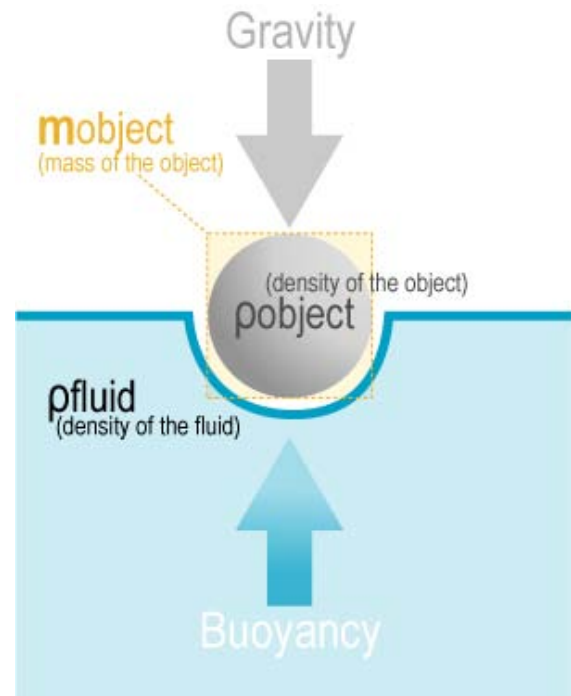 Gravity
mobject
(mass of the object)
(density of the object)
ρobject
ρfluid
(density of the fluid)
Buoyancy